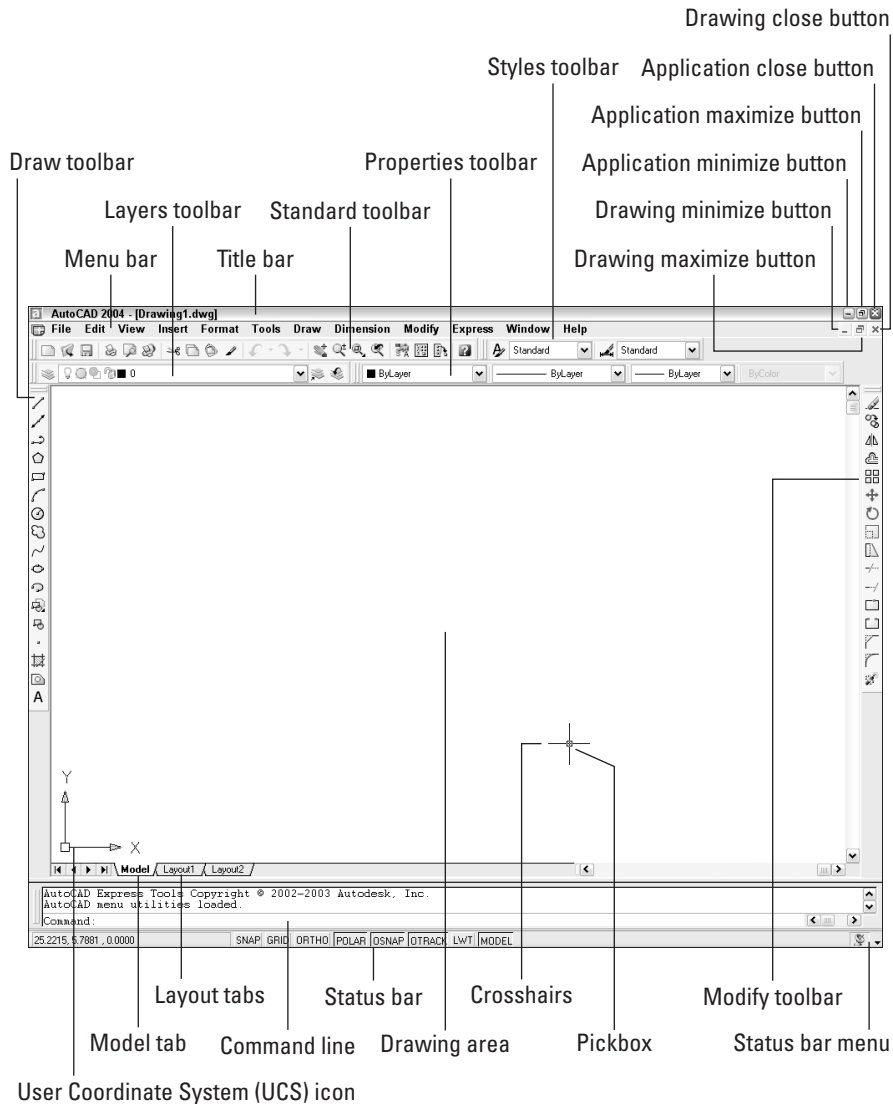 Drawing close button
Styles toolbar Application close button
Application maximize button
Draw toolbar Properties toolbar Application minimize button
Layers toolbar Standard toolbar Drawing minimize button
Menu bar Title bar Drawing maximize button
AutoCAD 2004 - [Drawing1.dwg]
File Edit View Insert Format Tools Draw Dimension Modify Express Window Help
Standard Standard
0 ByLayer ByLayer ByLayer ByColor
A
Y
X
Model Layout1 Layout2
AutoCAD Express Tools Copyright © 2002-2003 Autodesk, Inc.
AutoCAD menu utilities loaded.
Command:
25.2215, 5.7881 , 0.0000 SNAP GRID ORTHO POLAR OSNAP OTRACK LWT MODEL
Layout tabs Status bar Crosshairs Modify toolbar
Model tab Command line Drawing area Pickbox Status bar menu
User Coordinate System (UCS) icon